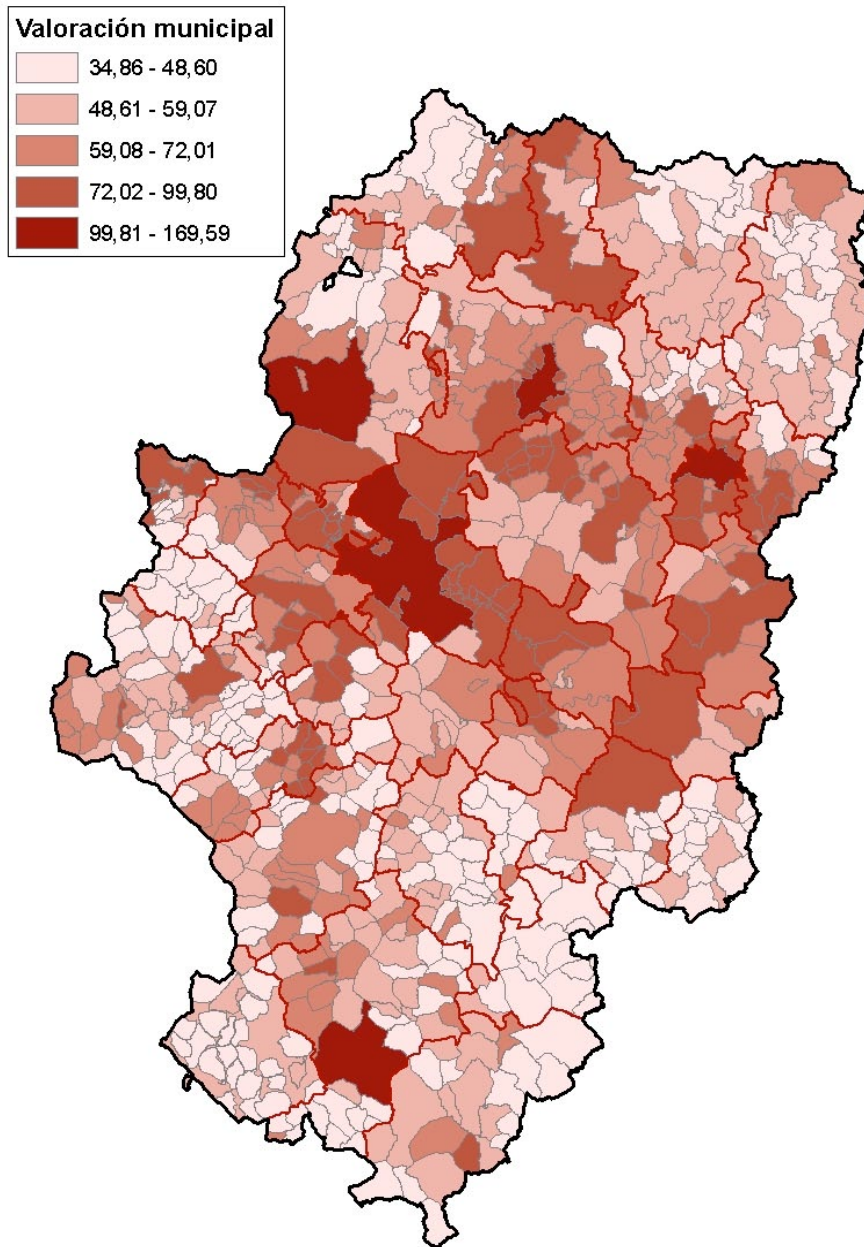 Valoración municipal
34,86 - 48,60
48,61 - 59,07
59,08 - 72,01
72,02 - 99,80
99,81 - 169,59